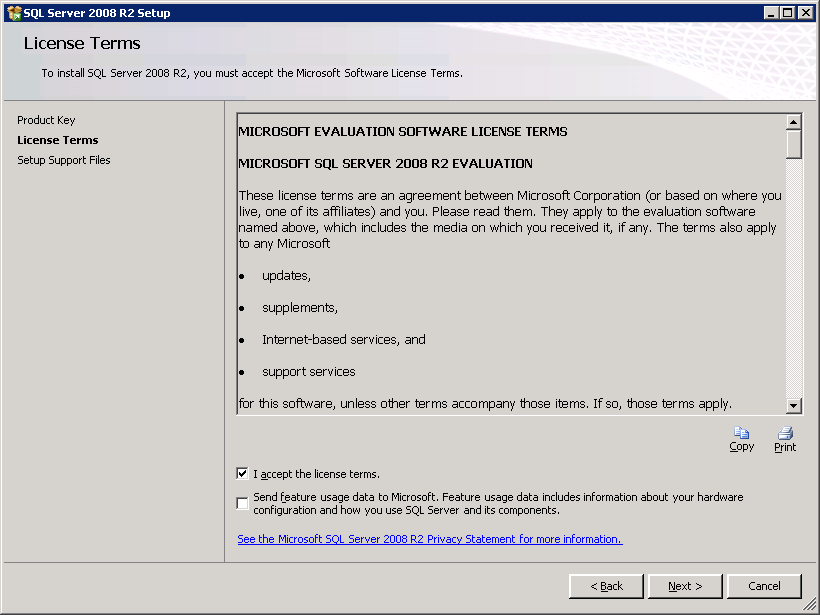 SQL Server 2008 R2 Setup
License Terms
To install SQL Server 2008 R2, you must accept the Microsoft Software License Terms.
Product Key
License Terms
Setup Support Files
MICROSOFT EVALUATION SOFTWARE LICENSE TERMS
MICROSOFT SQL SERVER 2008 R2 EVALUATION
These license terms are an agreement between Microsoft Corporation (or based on where you
live, one of its affiliates) and you. Please read them. They apply to the evaluation software
named above, which includes the media on which you received it, if any. The terms also apply
to any Microsoft
• updates,
• supplements,
• Internet-based services, and
• support services
for this software, unless other terms accompany those items. If so, those terms apply.
Copy
Print
I accept the license terms.
Send feature usage data to Microsoft. Feature usage data includes information about your hardware
configuration and how you use SQL Server and its components.
See the Microsoft SQL Server 2008 R2 Privacy Statement for more information.
< Back
Next >
Cancel